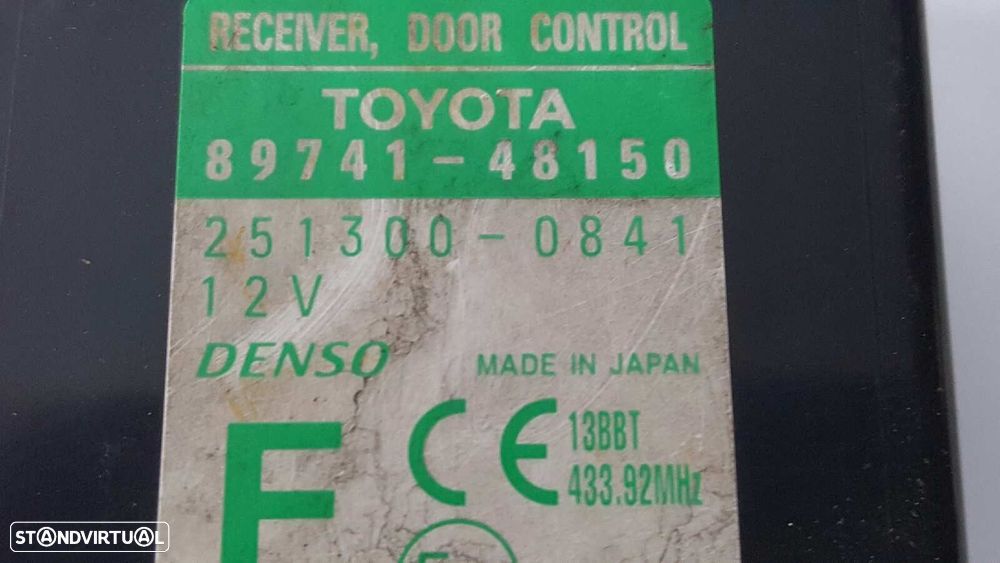 RECEIVER, DOOR CONTROL
TOYOTA
89741-48150
251300-0841
12V
DENSO MADE IN JAPAN
CE 13BBT
433.92MHz
STANDVIRTUAL